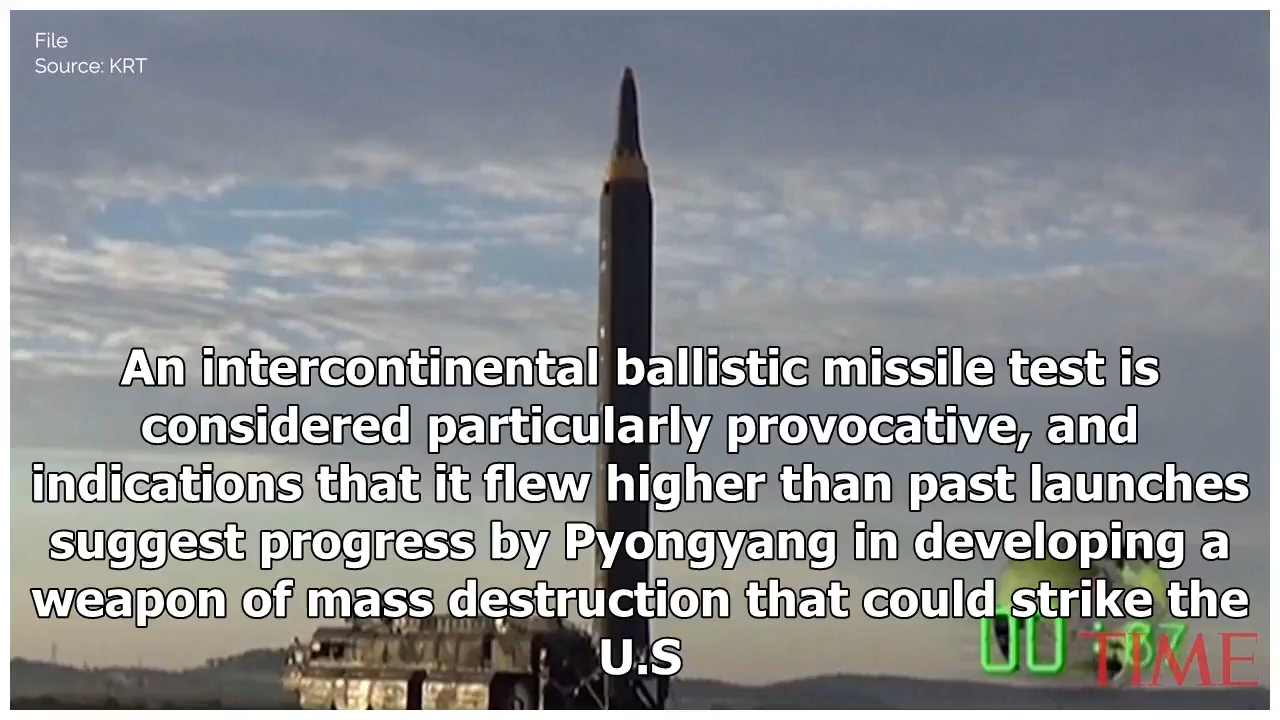 File
Source: KRT
An intercontinental ballistic missile test is
considered particularly provocative, and
indications that it flew higher than past launches
suggest progress by Pyongyang in developing a
weapon of mass destruction that could strike the
U.S
00
TIME